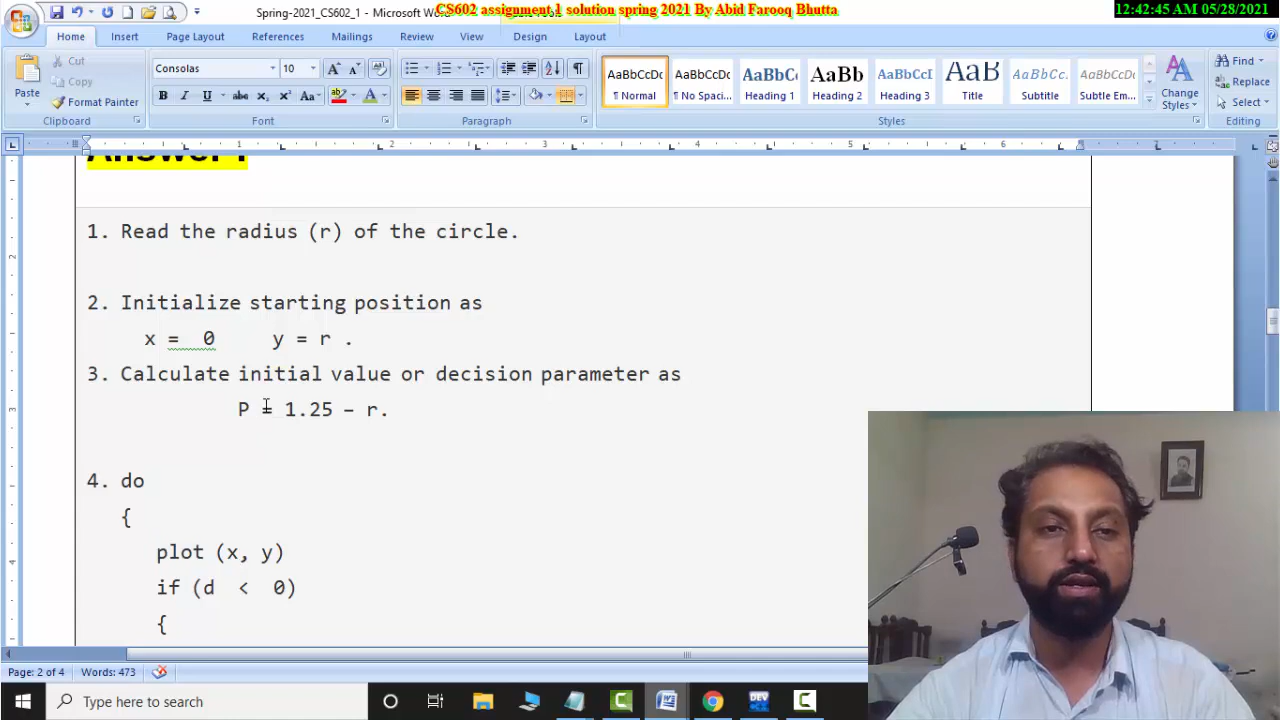 Spring-2021_CS602_1 - Microsoft Word
CS602 assignment 1 solution spring 2021 By Abid Farooq Bhutta
12:42:45 AM 05/28/2021
Home Insert Page Layout References Mailings Review View Design Layout
Cut
Copy
Format Painter
Paste
Clipboard
Consolas 10
Font
Paragraph
AaBbCcDc AaBbCcDc AaBbC AaBb AaBbCcI AaB AaBbCc. AaBbCcDc
¶ Normal ¶ No Spaci... Heading 1 Heading 2 Heading 3 Title Subtitle Subtle Em...
Change Styles
Styles
Find
Replace
Select
Editing
1. Read the radius (r) of the circle.
2. Initialize starting position as
x = 0 y = r .
3. Calculate initial value or decision parameter as
P = 1.25 – r.
4. do
{
plot (x, y)
if (d < 0)
{
Page: 2 of 4 Words: 473
Type here to search
DEV